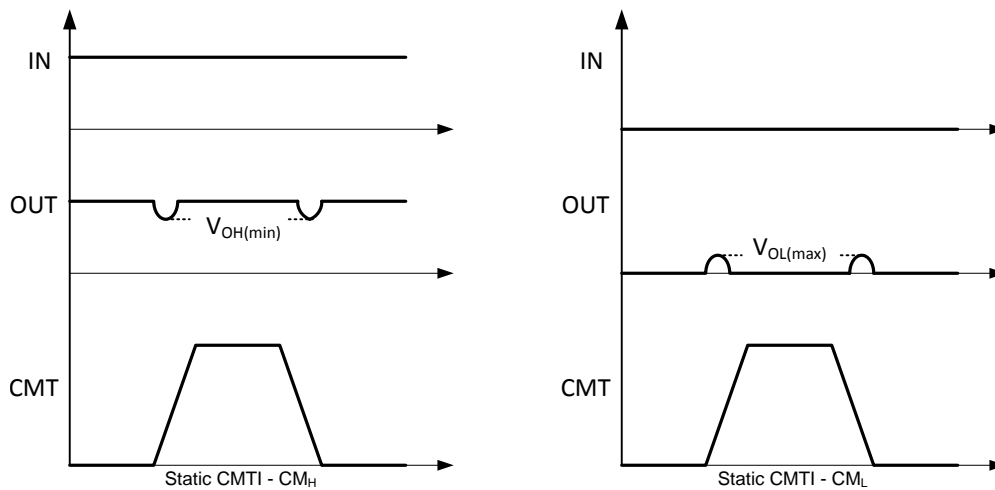 IN
OUT
V_OH(min)
CMT
Static CMTI - CM_H
IN
OUT
V_OL(max)
CMT
Static CMTI - CM_L